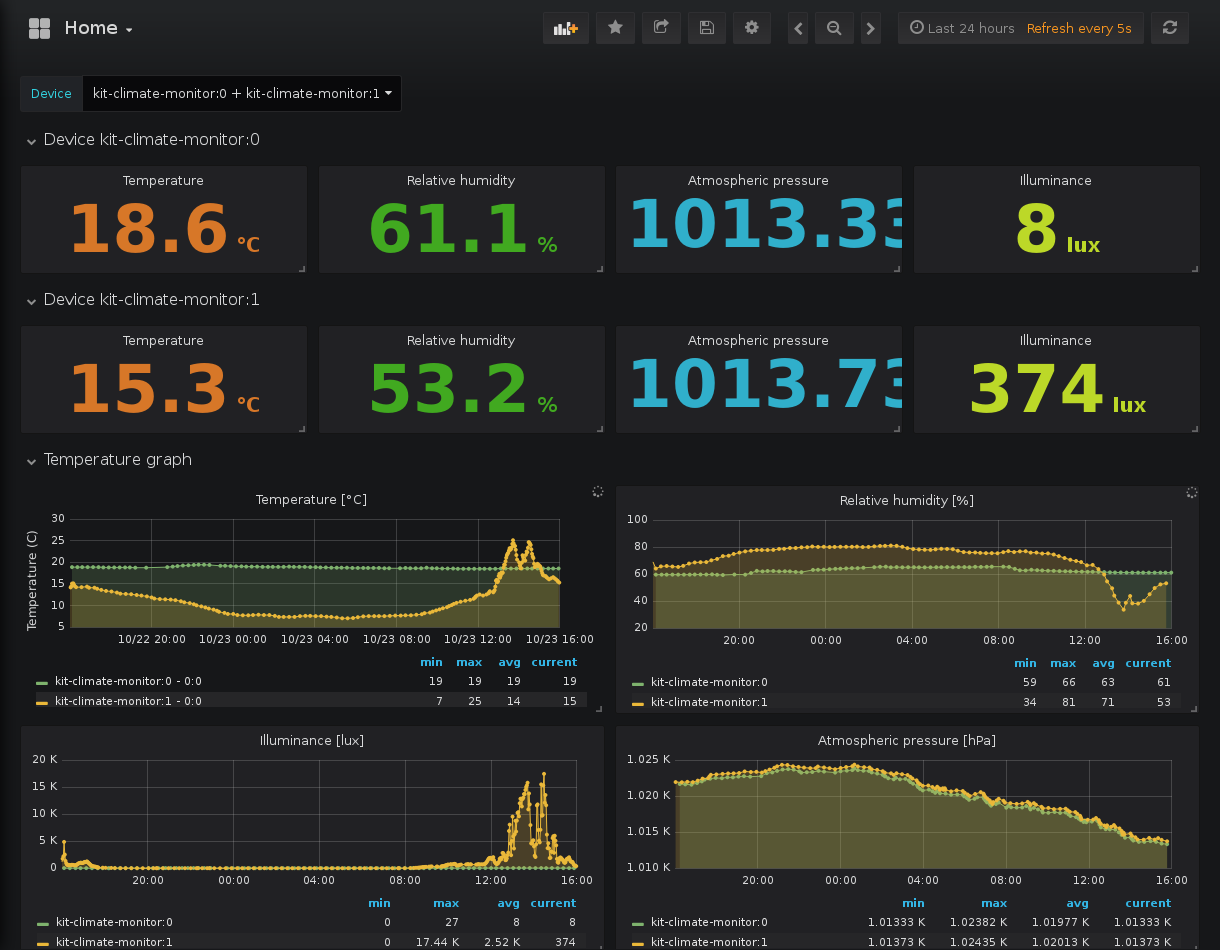 Home
Last 24 hours Refresh every 5s
Device kit-climate-monitor:0 + kit-climate-monitor:1
Device kit-climate-monitor:0
Temperature Relative humidity Atmospheric pressure Illuminance
18.6 °C 61.1 % 1013.33 8 lux
Device kit-climate-monitor:1
Temperature Relative humidity Atmospheric pressure Illuminance
15.3 °C 53.2 % 1013.73 374 lux
Temperature graph
Temperature [°C]
Temperature (C)
30
25
20
15
10
5
10/22 20:00 10/23 00:00 10/23 04:00 10/23 08:00 10/23 12:00 10/23 16:00
min max avg current
kit-climate-monitor:0 - 0:0 19 19 19 19
kit-climate-monitor:1 - 0:0 7 25 14 15
Relative humidity [%]
100
80
60
40
20
20:00 00:00 04:00 08:00 12:00 16:00
min max avg current
kit-climate-monitor:0 59 66 63 61
kit-climate-monitor:1 34 81 71 53
Illuminance [lux]
20 K
15 K
10 K
5 K
0
20:00 00:00 04:00 08:00 12:00 16:00
min max avg current
kit-climate-monitor:0 0 27 8 8
kit-climate-monitor:1 0 17.44 K 2.52 K 374
Atmospheric pressure [hPa]
1.025 K
1.020 K
1.015 K
1.010 K
20:00 00:00 04:00 08:00 12:00 16:00
min max avg current
kit-climate-monitor:0 1.01333 K 1.02382 K 1.01977 K 1.01333 K
kit-climate-monitor:1 1.01373 K 1.02435 K 1.02013 K 1.01373 K